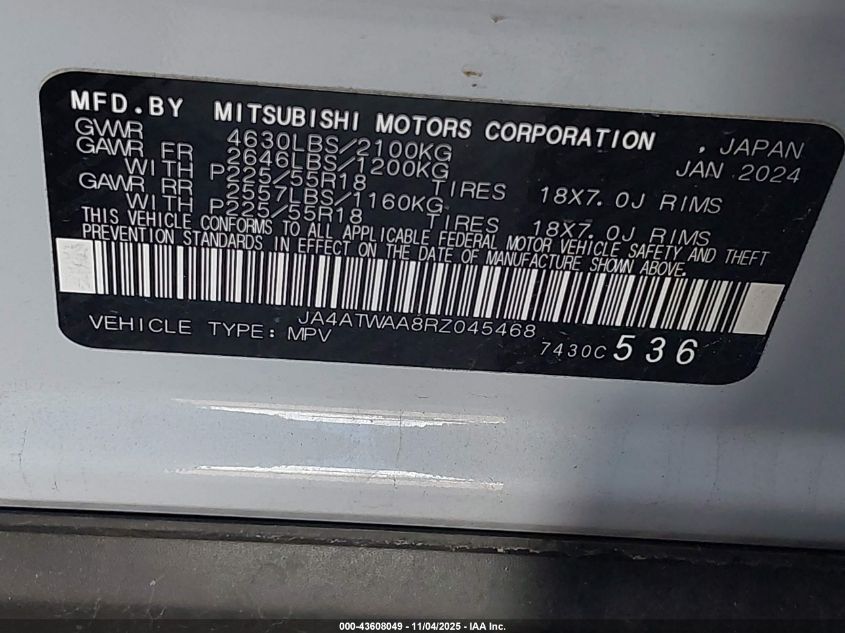 MFD.BY MITSUBISHI MOTORS CORPORATION , JAPAN
GVWR 4630LBS/2100KG JAN 2024
GAWR FR 2646LBS/1200KG
WITH P225/55R18 TIRES 18X7.0J RIMS
GAWR RR 2557LBS/1160KG
WITH P225/55R18 TIRES 18X7.0J RIMS
THIS VEHICLE CONFORMS TO ALL APPLICABLE FEDERAL MOTOR VEHICLE SAFETY AND THEFT
PREVENTION STANDARDS IN EFFECT ON THE DATE OF MANUFACTURE SHOWN ABOVE.
JA4ATWAA8RZ045468
VEHICLE TYPE: MPV 7430C 536
000-43608049 - 11/04/2025 - IAA Inc.